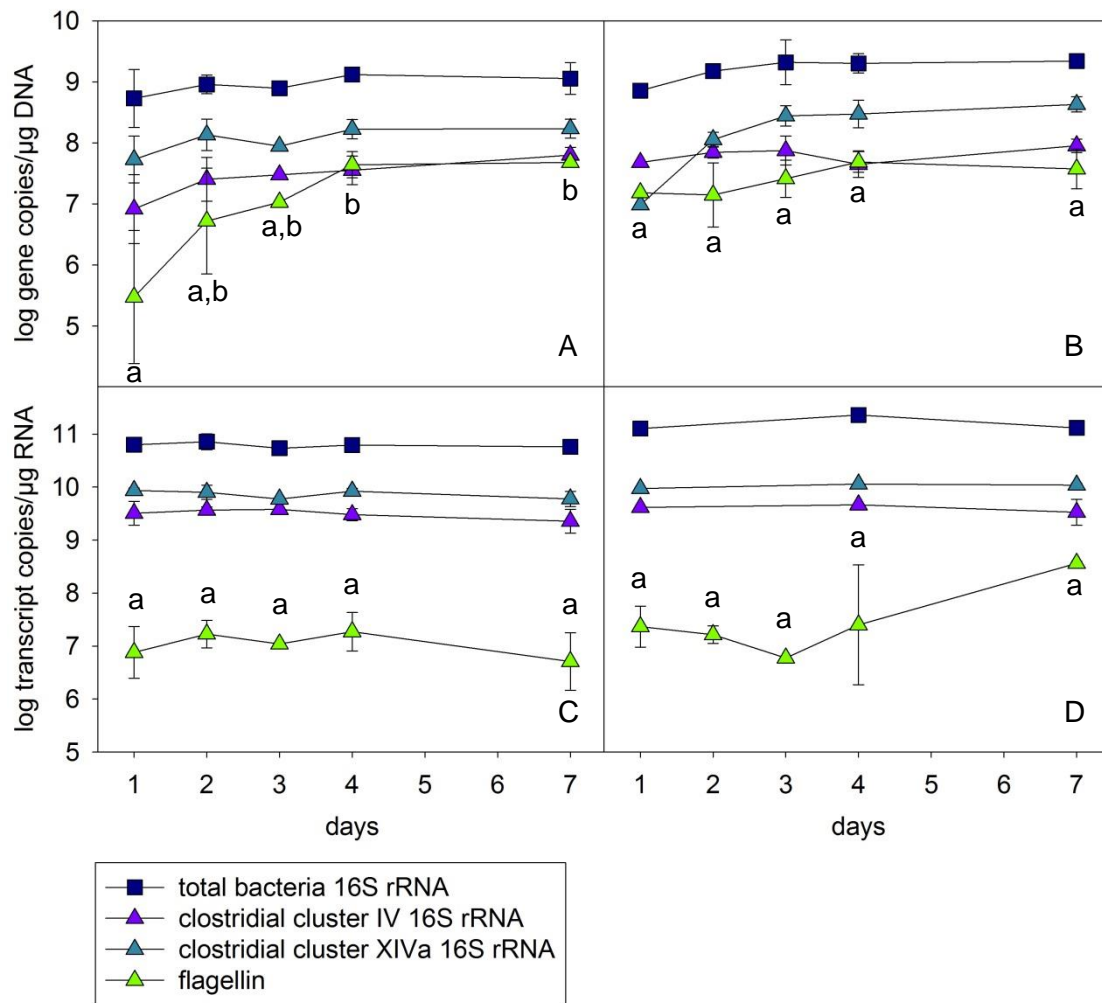 log gene copies/µg DNA
10
9
8
7
6
5
a
a,b
a,b
b
b
A
a
a
a
a
a
B
log transcript copies/µg RNA
11
10
9
8
7
6
5
a
a
a
a
a
C
a
a
a
a
a
D
1 2 3 4 5 6 7
days
1 2 3 4 5 6 7
days
total bacteria 16S rRNA
clostridial cluster IV 16S rRNA
clostridial cluster XIVa 16S rRNA
flagellin